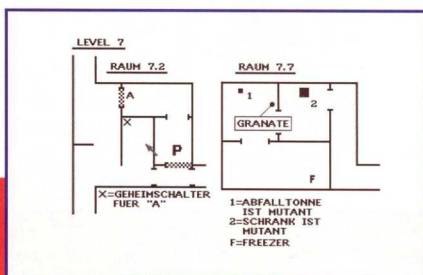 LEVEL 7
RAUM 7.2
RAUM 7.7
A
1
2
X
GRANATE
P
F
X=GEHEIMSCHALTER
FUER "A"
1=ABFALLTONNE
IST MUTANT
2=SCHRANK IST
MUTANT
F=FREEZER